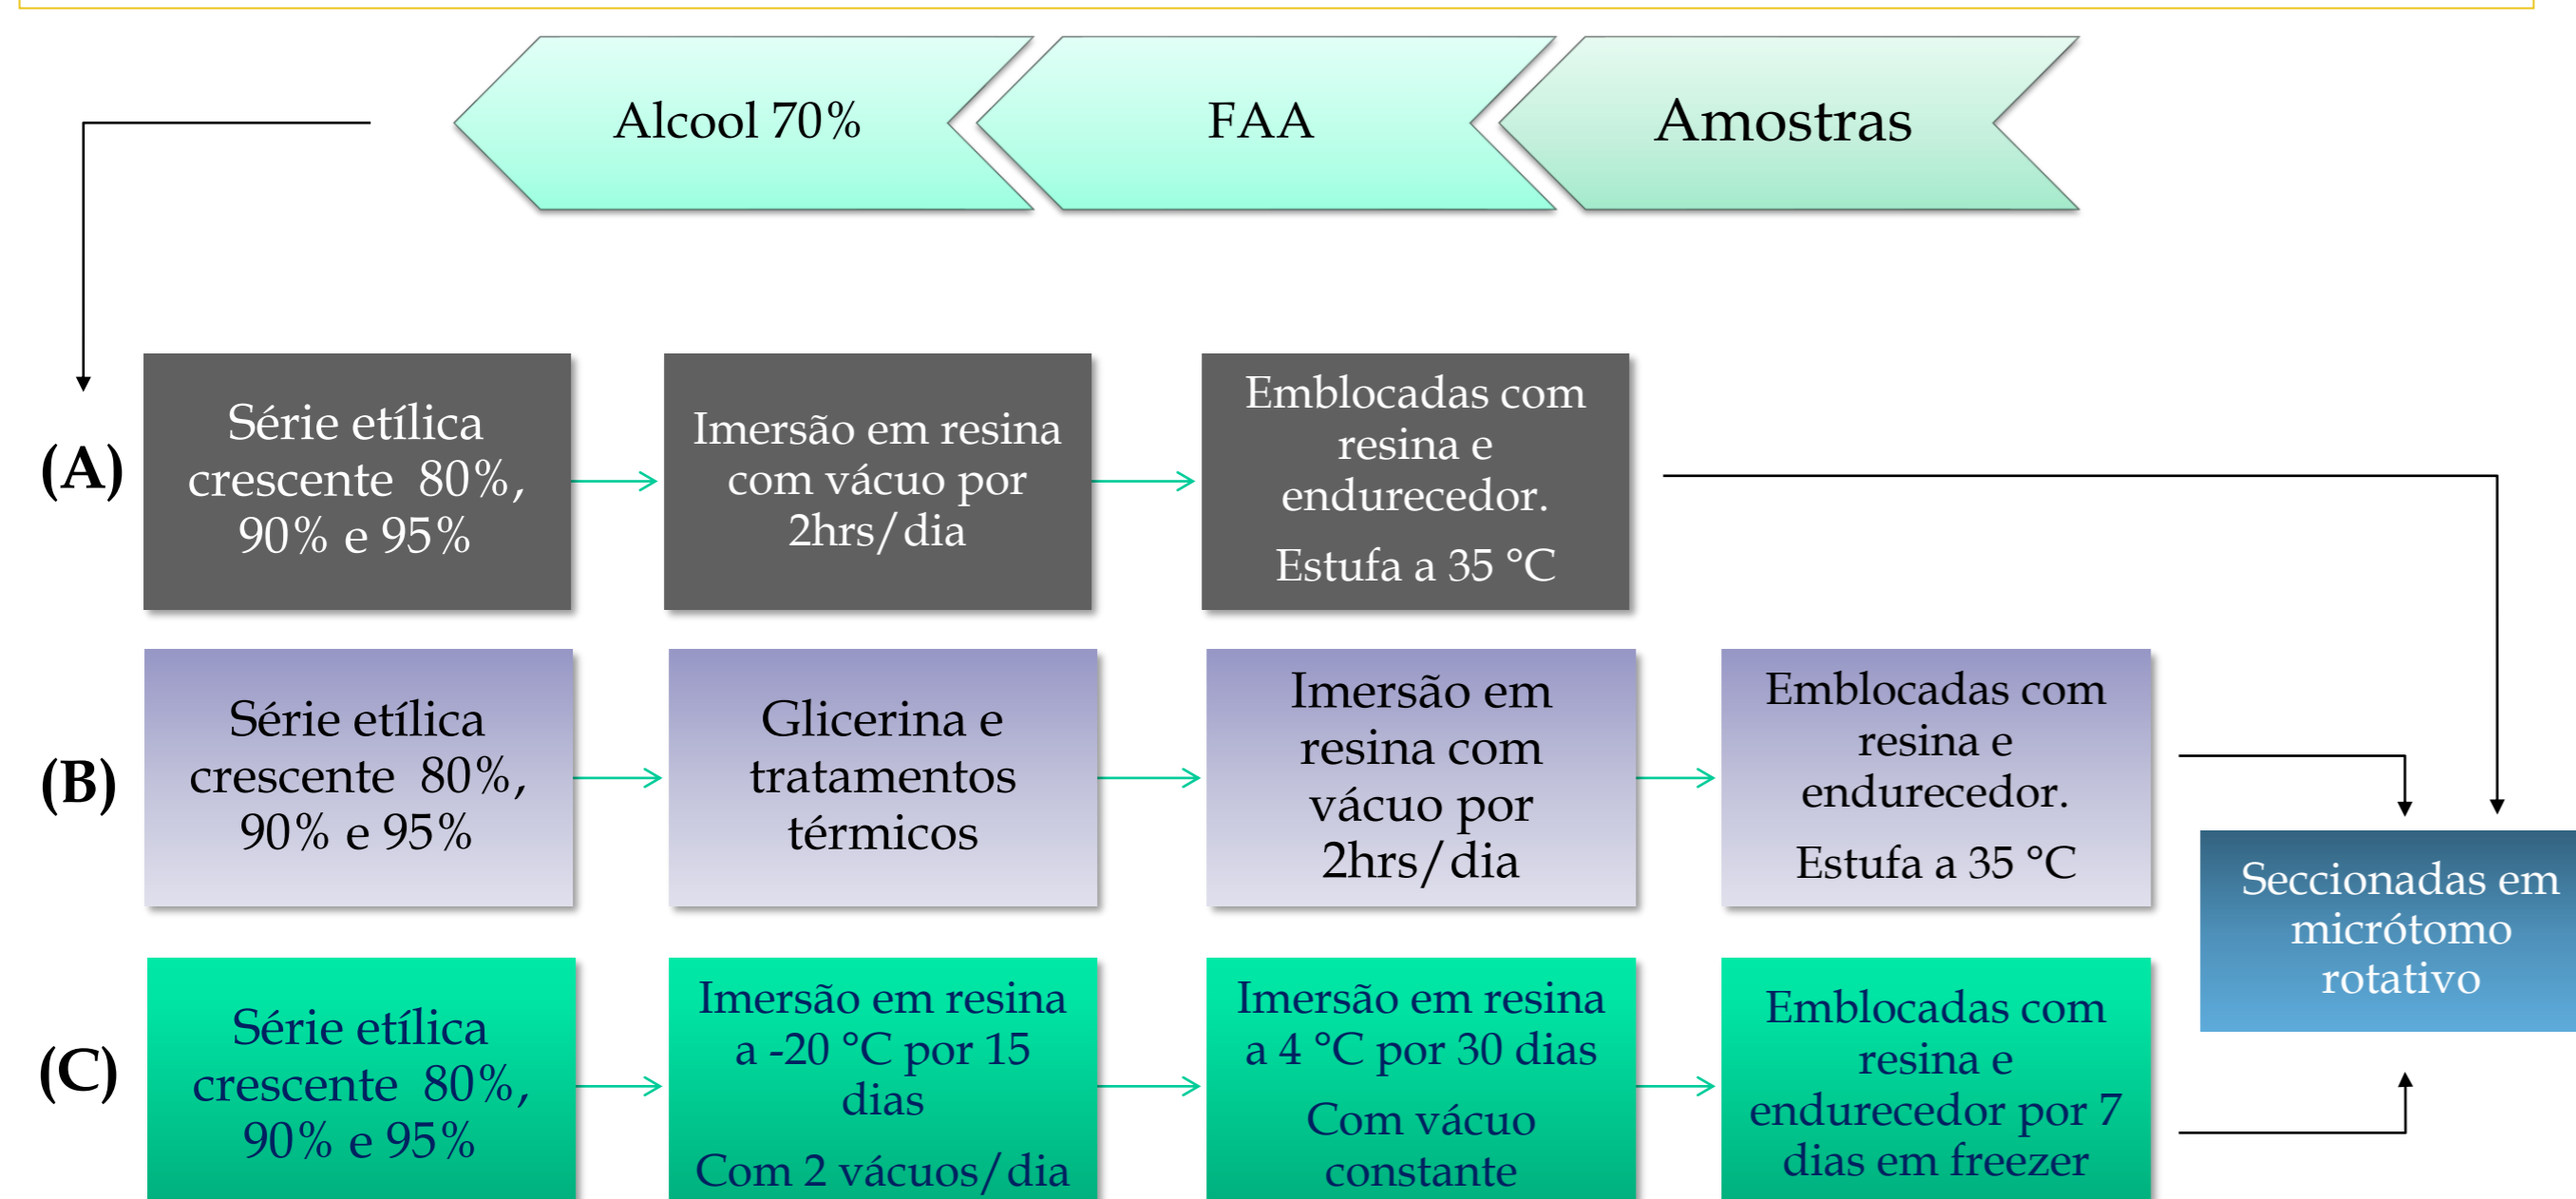 Alcool 70%
FAA
Amostras
(A)
Série etílica
crescente 80%,
90% e 95%
Imersão em resina
com vácuo por
2hrs/dia
Emblocadas com
resina e
endurecedor.
Estufa a 35 °C
(B)
Série etílica
crescente 80%,
90% e 95%
Glicerina e
tratamentos
térmicos
Imersão em
resina com
vácuo por
2hrs/dia
Emblocadas com
resina e
endurecedor.
Estufa a 35 °C
Seccionadas em
micrótomo
rotativo
(C)
Série etílica
crescente 80%,
90% e 95%
Imersão em resina
a -20 °C por 15
dias
Com 2 vácuos/dia
Imersão em resina
a 4 °C por 30 dias
Com vácuo
constante
Emblocadas com
resina e
endurecedor por 7
dias em freezer